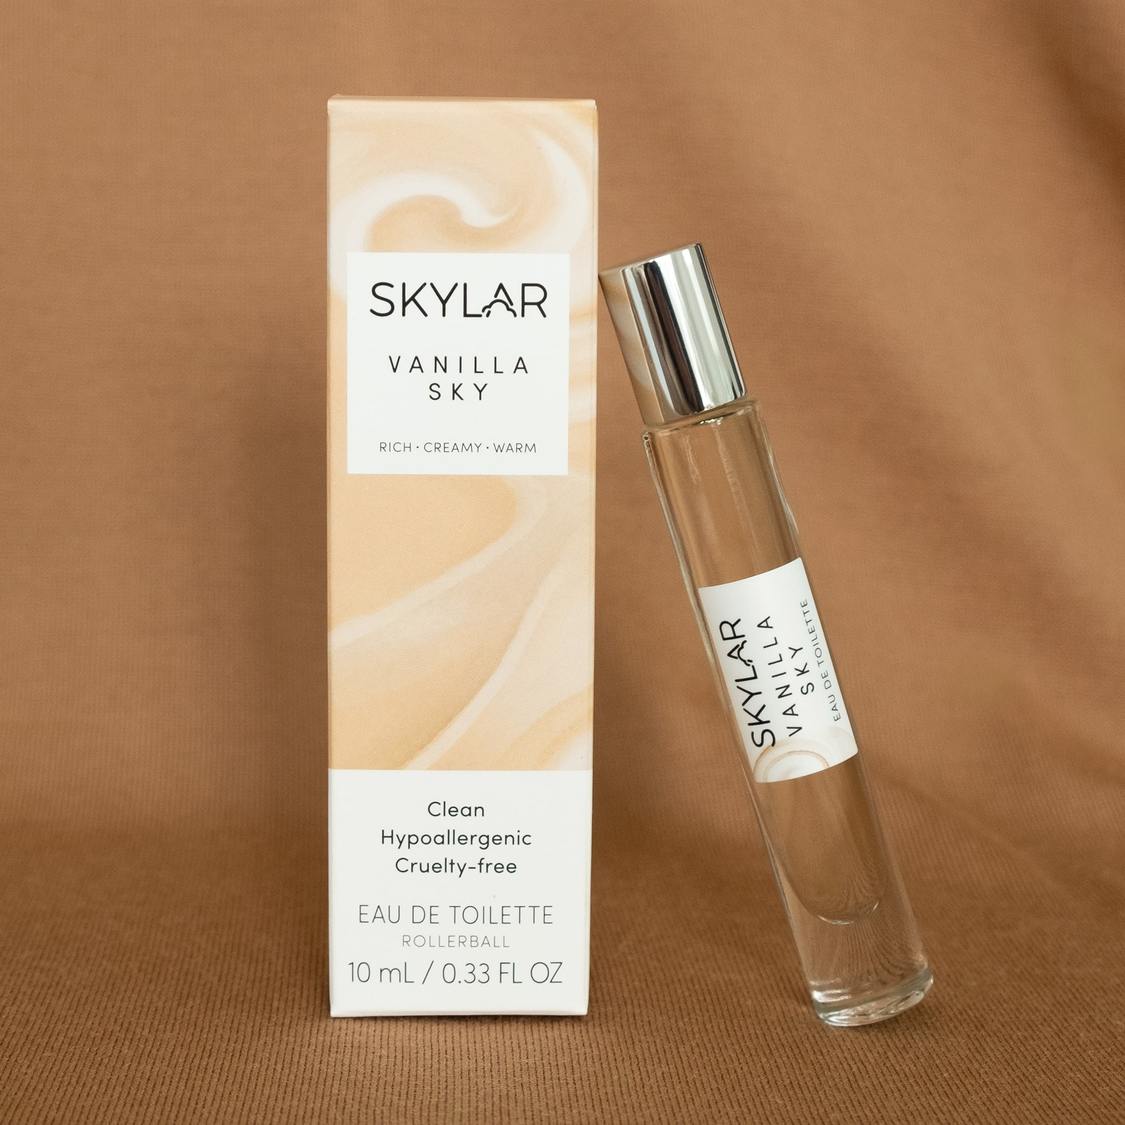 SKYLAR
VANILLA
SKY
RICH · CREAMY · WARM
Clean
Hypoallergenic
Cruelty-free
EAU DE TOILETTE
ROLLERBALL
10 mL / 0.33 FL OZ
SKYLAR
VANILLA
SKY
EAU DE TOILETTE